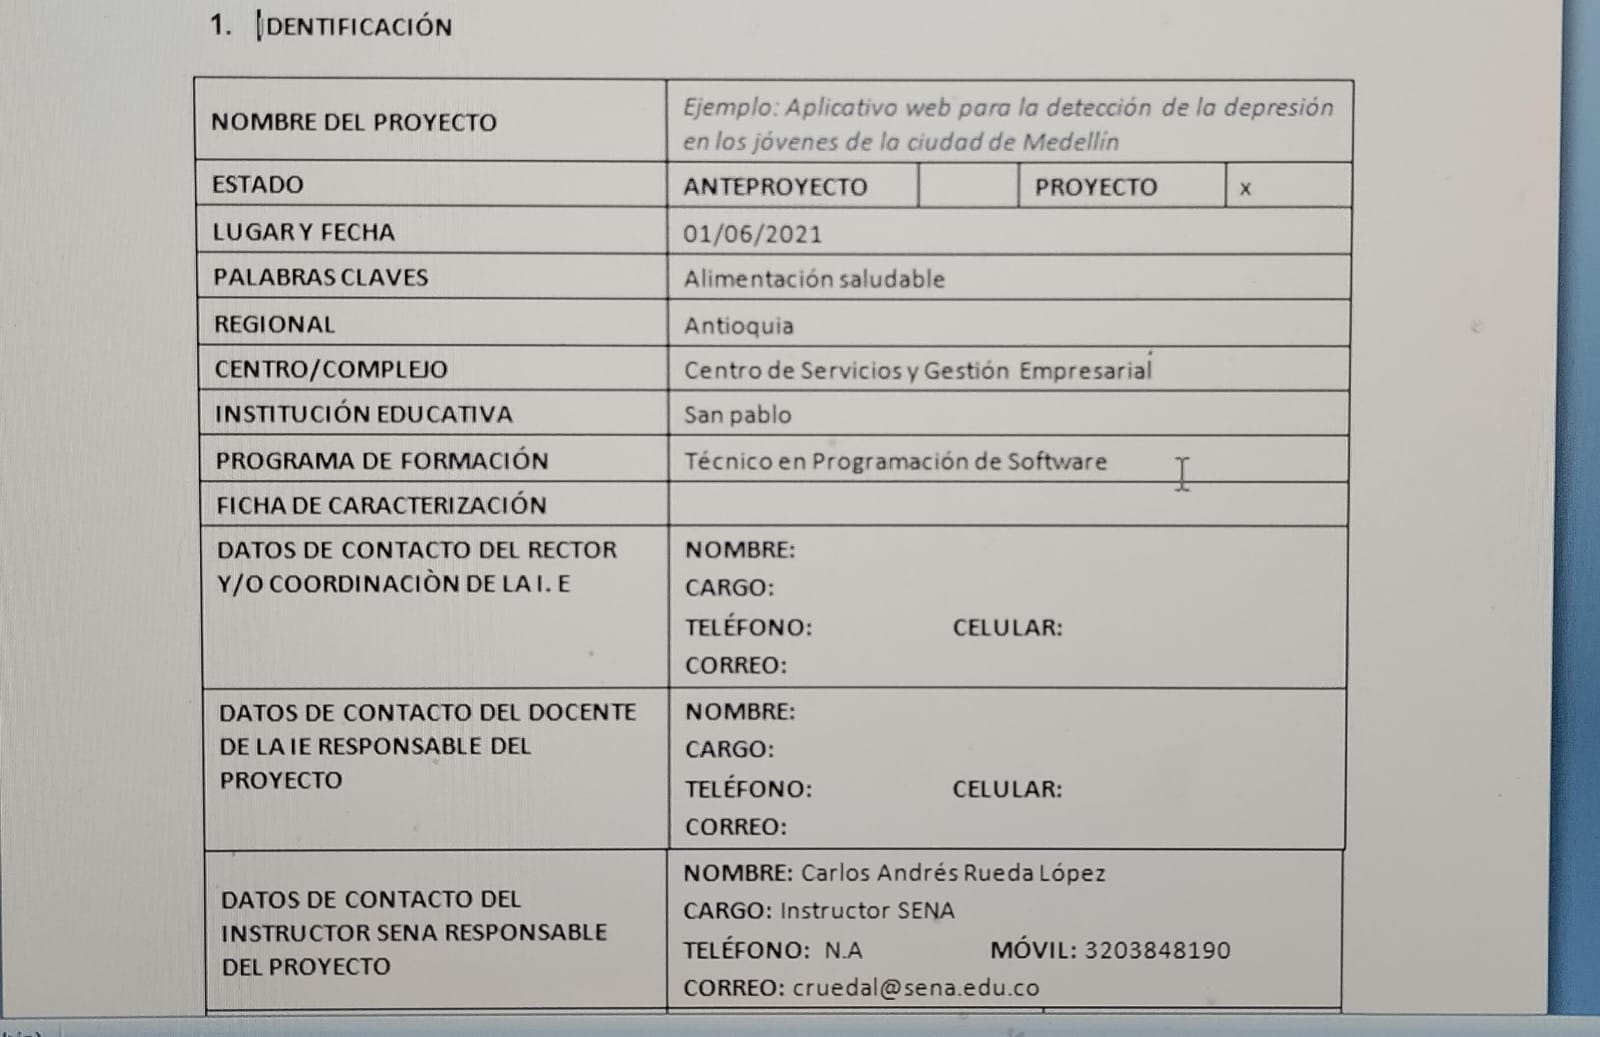 1. IDENTIFICACIÓN
NOMBRE DEL PROYECTO
Ejemplo: Aplicativo web para la detección de la depresión
en los jóvenes de la ciudad de Medellín
ESTADO ANTEPROYECTO PROYECTO x
LUGAR Y FECHA 01/06/2021
PALABRAS CLAVES Alimentación saludable
REGIONAL Antioquia
CENTRO/COMPLEJO Centro de Servicios y Gestión Empresarial
INSTITUCIÓN EDUCATIVA San pablo
PROGRAMA DE FORMACIÓN Técnico en Programación de Software
FICHA DE CARACTERIZACIÓN
DATOS DE CONTACTO DEL RECTOR
Y/O COORDINACIÒN DE LA I. E
NOMBRE:
CARGO:
TELÉFONO: CELULAR:
CORREO:
DATOS DE CONTACTO DEL DOCENTE
DE LA IE RESPONSABLE DEL
PROYECTO
NOMBRE:
CARGO:
TELÉFONO: CELULAR:
CORREO:
DATOS DE CONTACTO DEL
INSTRUCTOR SENA RESPONSABLE
DEL PROYECTO
NOMBRE: Carlos Andrés Rueda López
CARGO: Instructor SENA
TELÉFONO: N.A MÓVIL: 3203848190
CORREO: cruedal@sena.edu.co